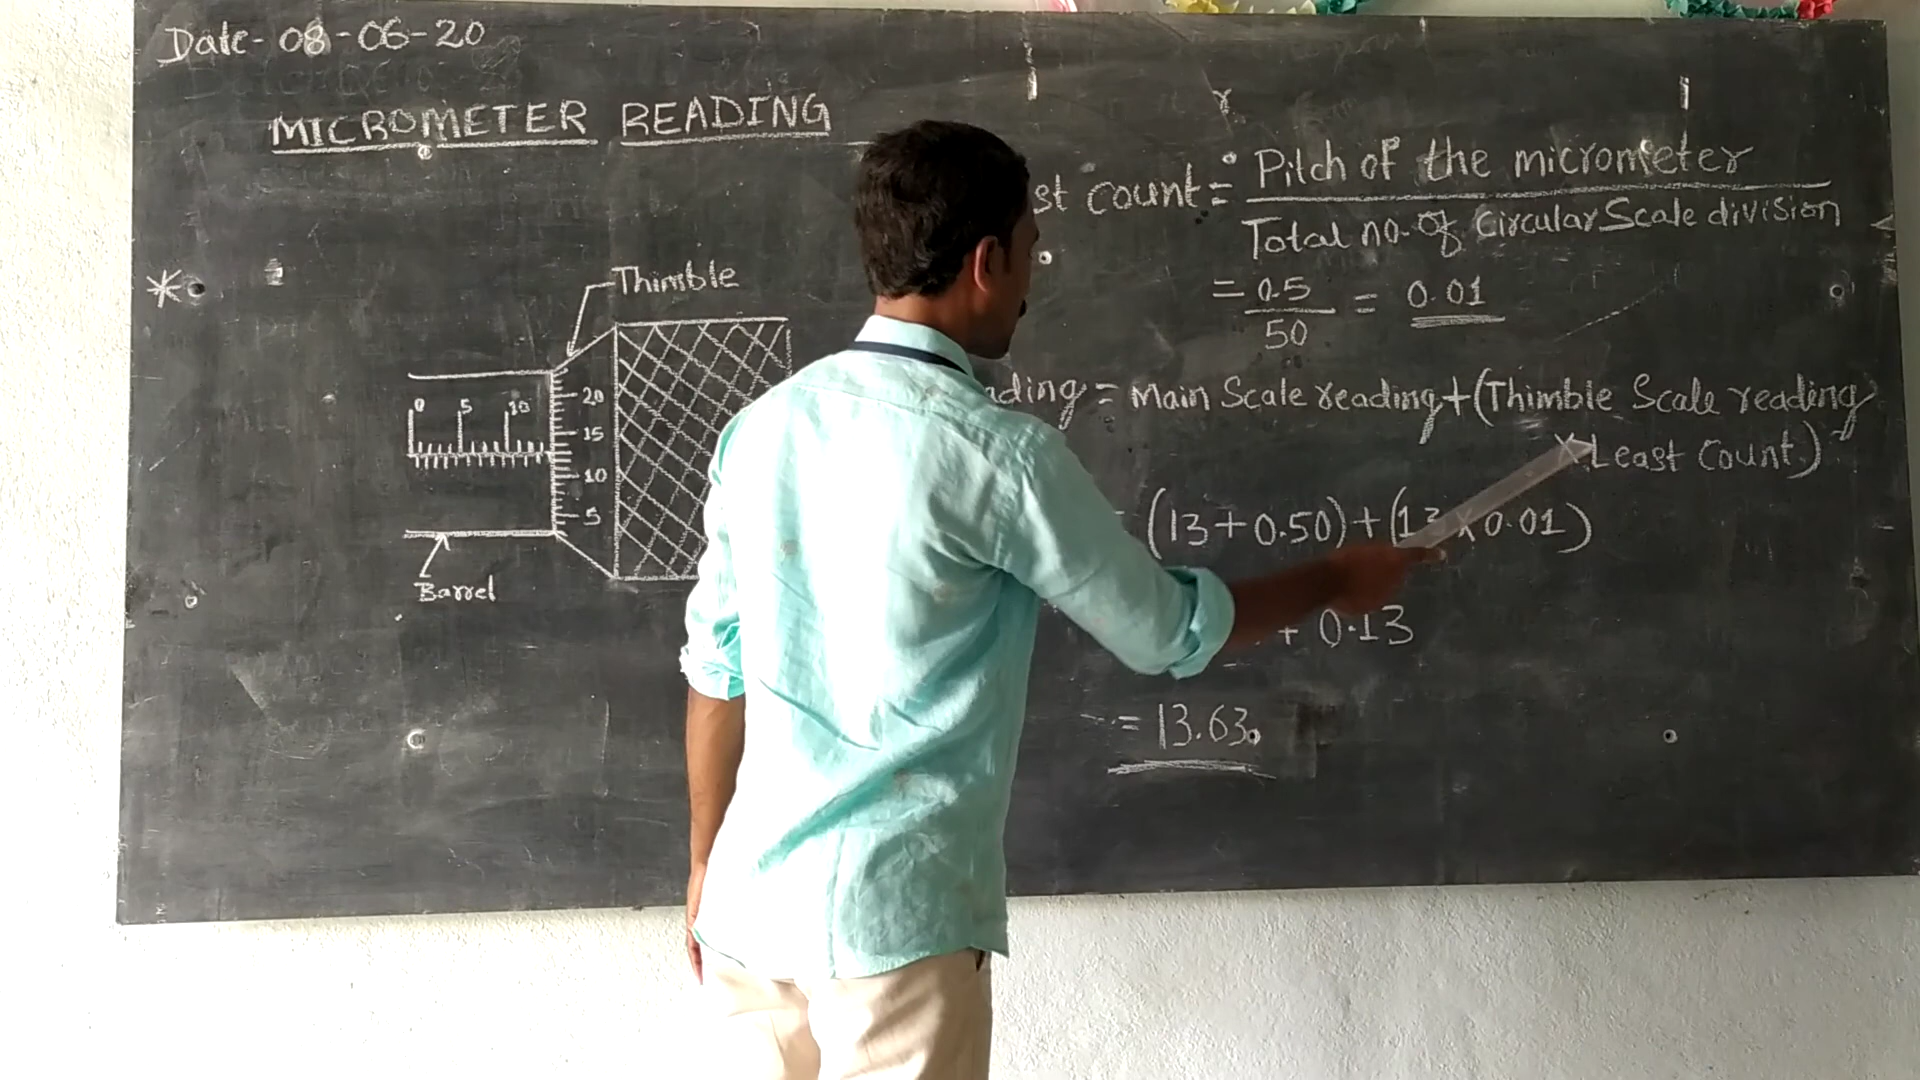 Date- 08-06-20
MICROMETER READING
st count = Pitch of the micrometer
Total no. of Circular Scale division
= 0.5
50
= 0.01
Thimble
0 5 10
20
15
10
5
Barrel
ading = Main Scale reading + (Thimble Scale reading
× Least Count)
= (13+0.50)+(13×0.01)
+ 0.13
= 13.63